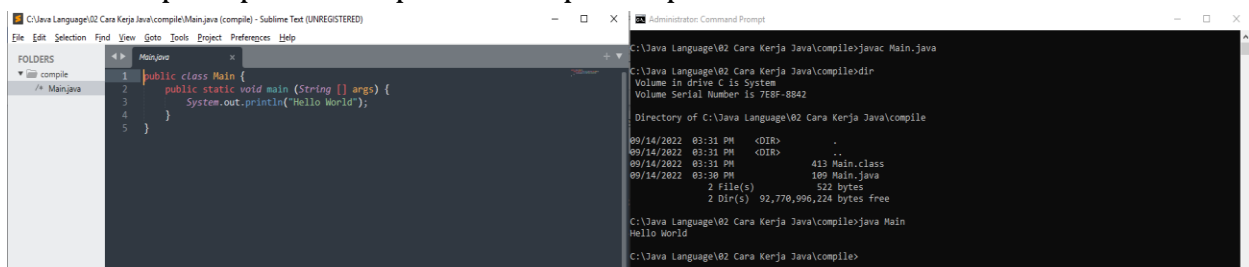 C:\Java Language\02 Cara Kerja Java\compile\Main.java (compile) - Sublime Text (UNREGISTERED)
File Edit Selection Find View Goto Tools Project Preferences Help
FOLDERS
compile
/* Main.java
Main.java
1 public class Main {
2 public static void main (String [] args) {
3 System.out.println("Hello World");
4 }
5 }
Administrator: Command Prompt
C:\Java Language\02 Cara Kerja Java\compile>javac Main.java
C:\Java Language\02 Cara Kerja Java\compile>dir
Volume in drive C is System
Volume Serial Number is 7E8F-8842
Directory of C:\Java Language\02 Cara Kerja Java\compile
09/14/2022 03:31 PM <DIR> .
09/14/2022 03:31 PM <DIR> ..
09/14/2022 03:31 PM 413 Main.class
09/14/2022 03:30 PM 109 Main.java
2 File(s) 522 bytes
2 Dir(s) 92,770,996,224 bytes free
C:\Java Language\02 Cara Kerja Java\compile>java Main
Hello World
C:\Java Language\02 Cara Kerja Java\compile>